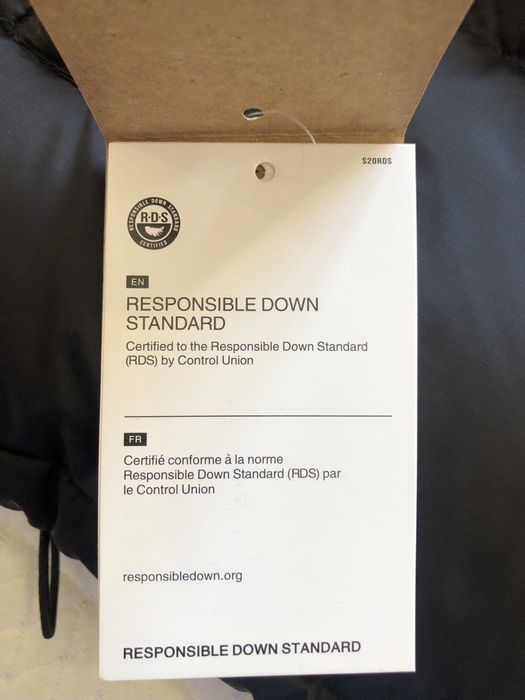 S20RDS
RESPONSIBLE DOWN STANDARD
R·D·S
CERTIFIED
EN
RESPONSIBLE DOWN
STANDARD
Certified to the Responsible Down Standard
(RDS) by Control Union
FR
Certifié conforme à la norme
Responsible Down Standard (RDS) par
le Control Union
responsibledown.org
RESPONSIBLE DOWN STANDARD